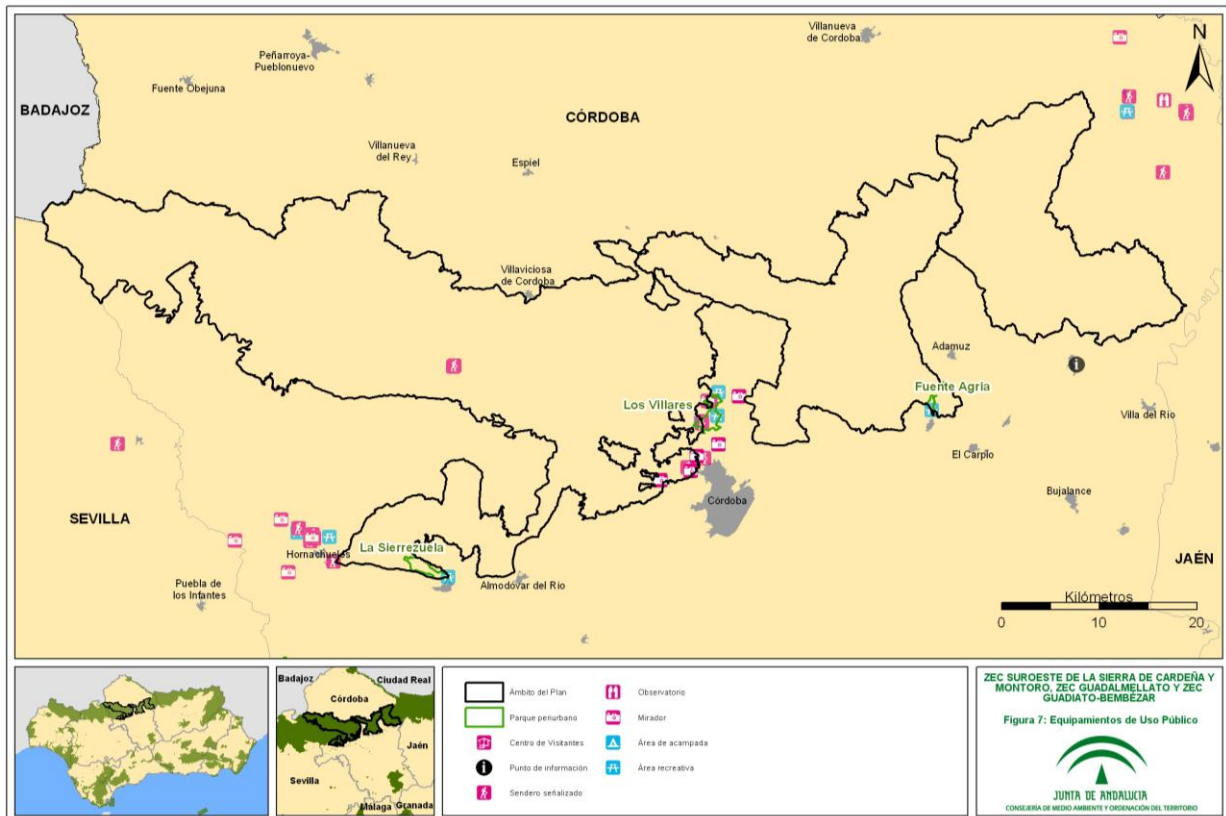 Villanueva
de Cordoba
N
Peñarroya-
Pueblonuevo
Fuente Obejuna
BADAJOZ
CÓRDOBA
Villanueva
del Rey
Espiel
Villaviciosa
de Cordoba
Adamuz
Fuente Agria
Los Villares
Villa del Rio
El Carpio
Córdoba
Bujalance
SEVILLA
JAÉN
La Sierrezuela
Hornachuelos
Puebla de
los Infantes
Almodovar del Rio
Kilómetros
0 10 20
Badajoz
Ciudad Real
Córdoba
Jaén
Sevilla
Málaga
Granada
Ámbito del Plan
Parque periurbano
Centro de Visitantes
Punto de información
Sendero señalizado
Observatorio
Mirador
Área de acampada
Área recreativa
ZEC SUROESTE DE LA SIERRA DE CARDEÑA Y
MONTORO, ZEC GUADALMELLATO Y ZEC
GUADIATO-BEMBÉZAR
Figura 7: Equipamientos de Uso Público
JUNTA DE ANDALUCIA
CONSEJERÍA DE MEDIO AMBIENTE Y ORDENACIÓN DEL TERRITORIO